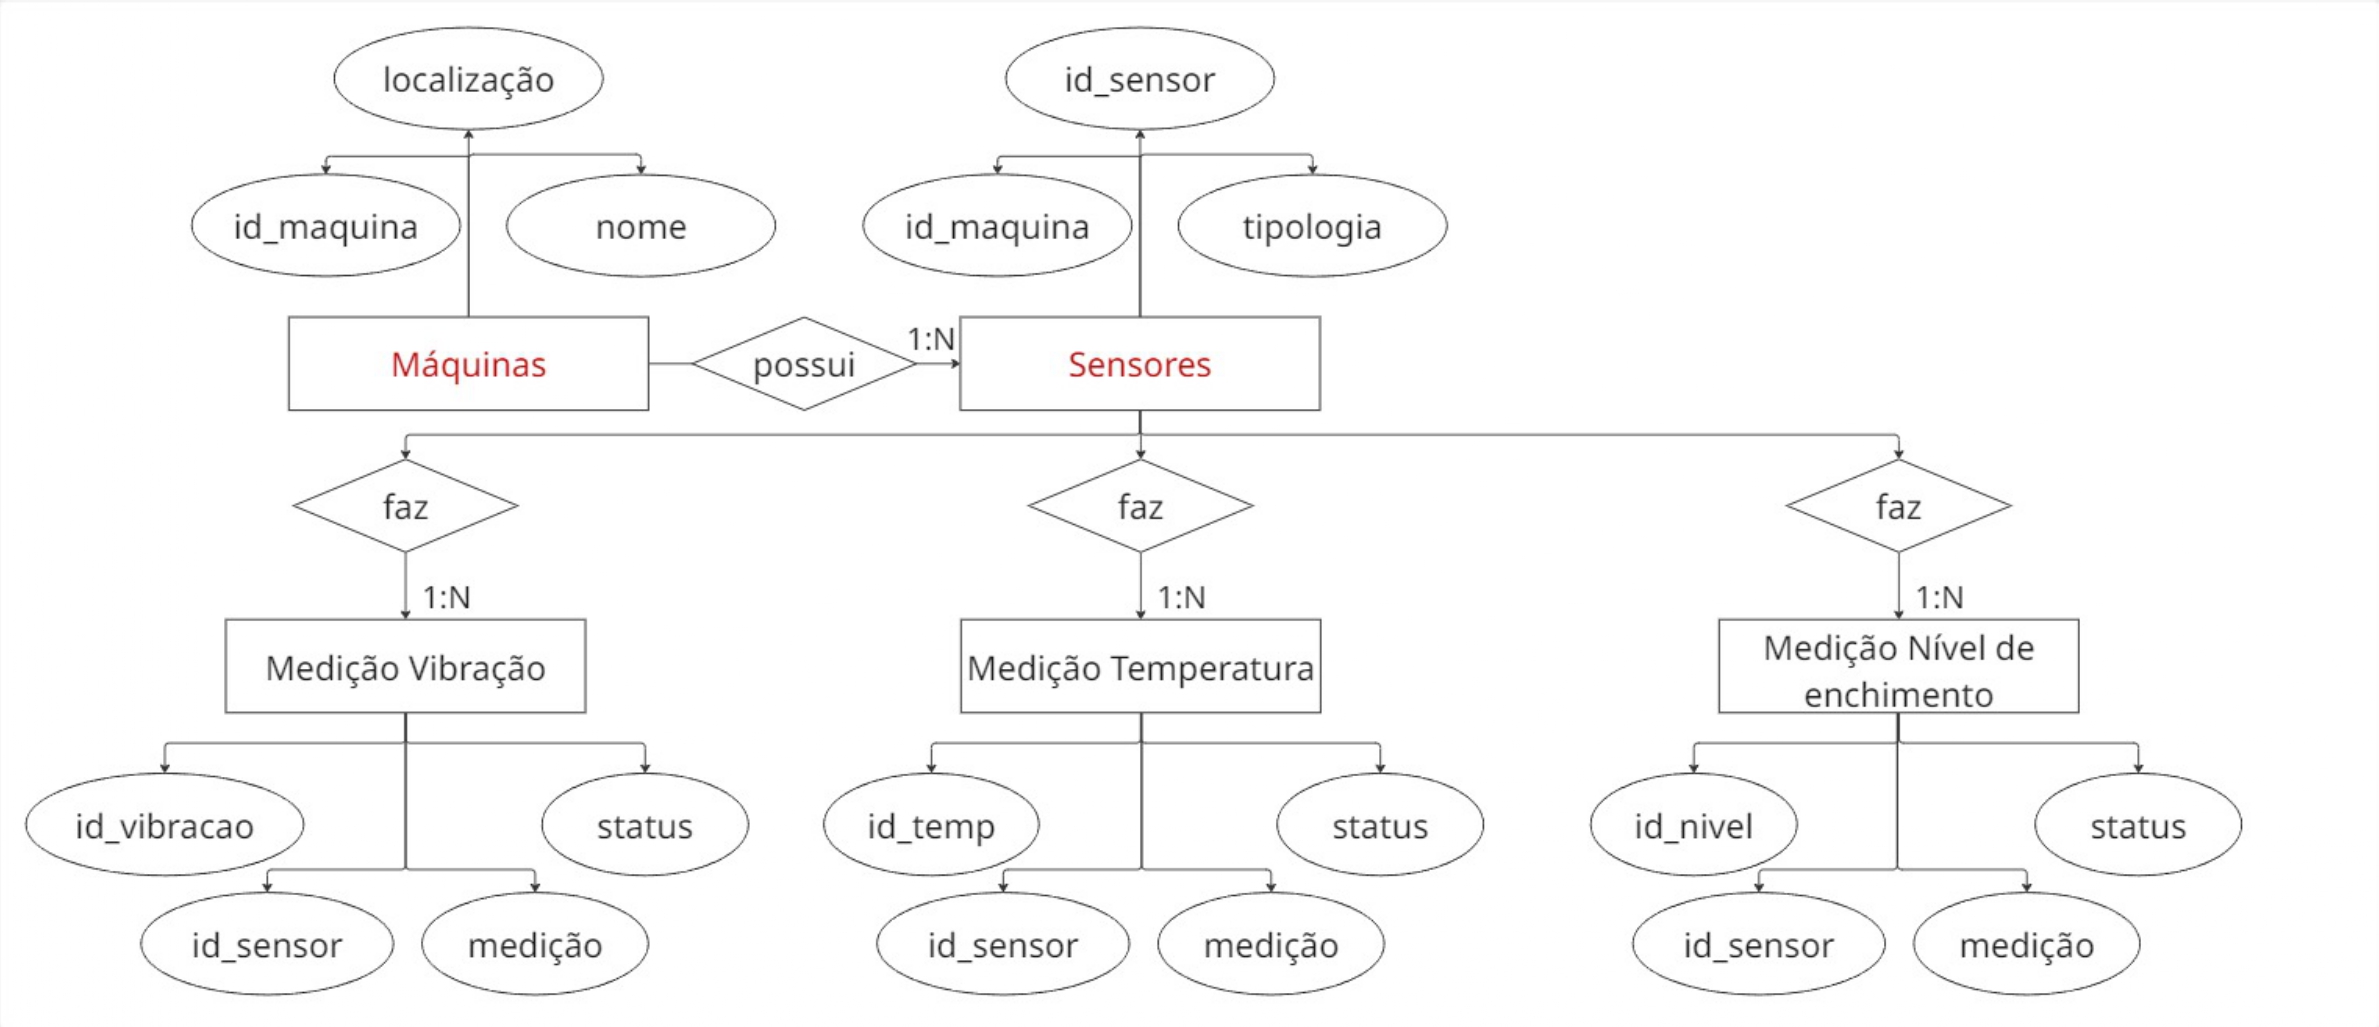 localização
id_sensor
id_maquina
nome
id_maquina
tipologia
1:N
Máquinas
possui
Sensores
faz
faz
faz
1:N
1:N
1:N
Medição Vibração
Medição Temperatura
Medição Nível de
enchimento
id_vibracao
status
id_temp
status
id_nivel
status
id_sensor
medição
id_sensor
medição
id_sensor
medição